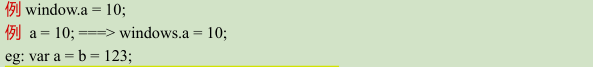 例 window.a = 10;
例 a = 10; ===> windows.a = 10;
eg: var a = b = 123;